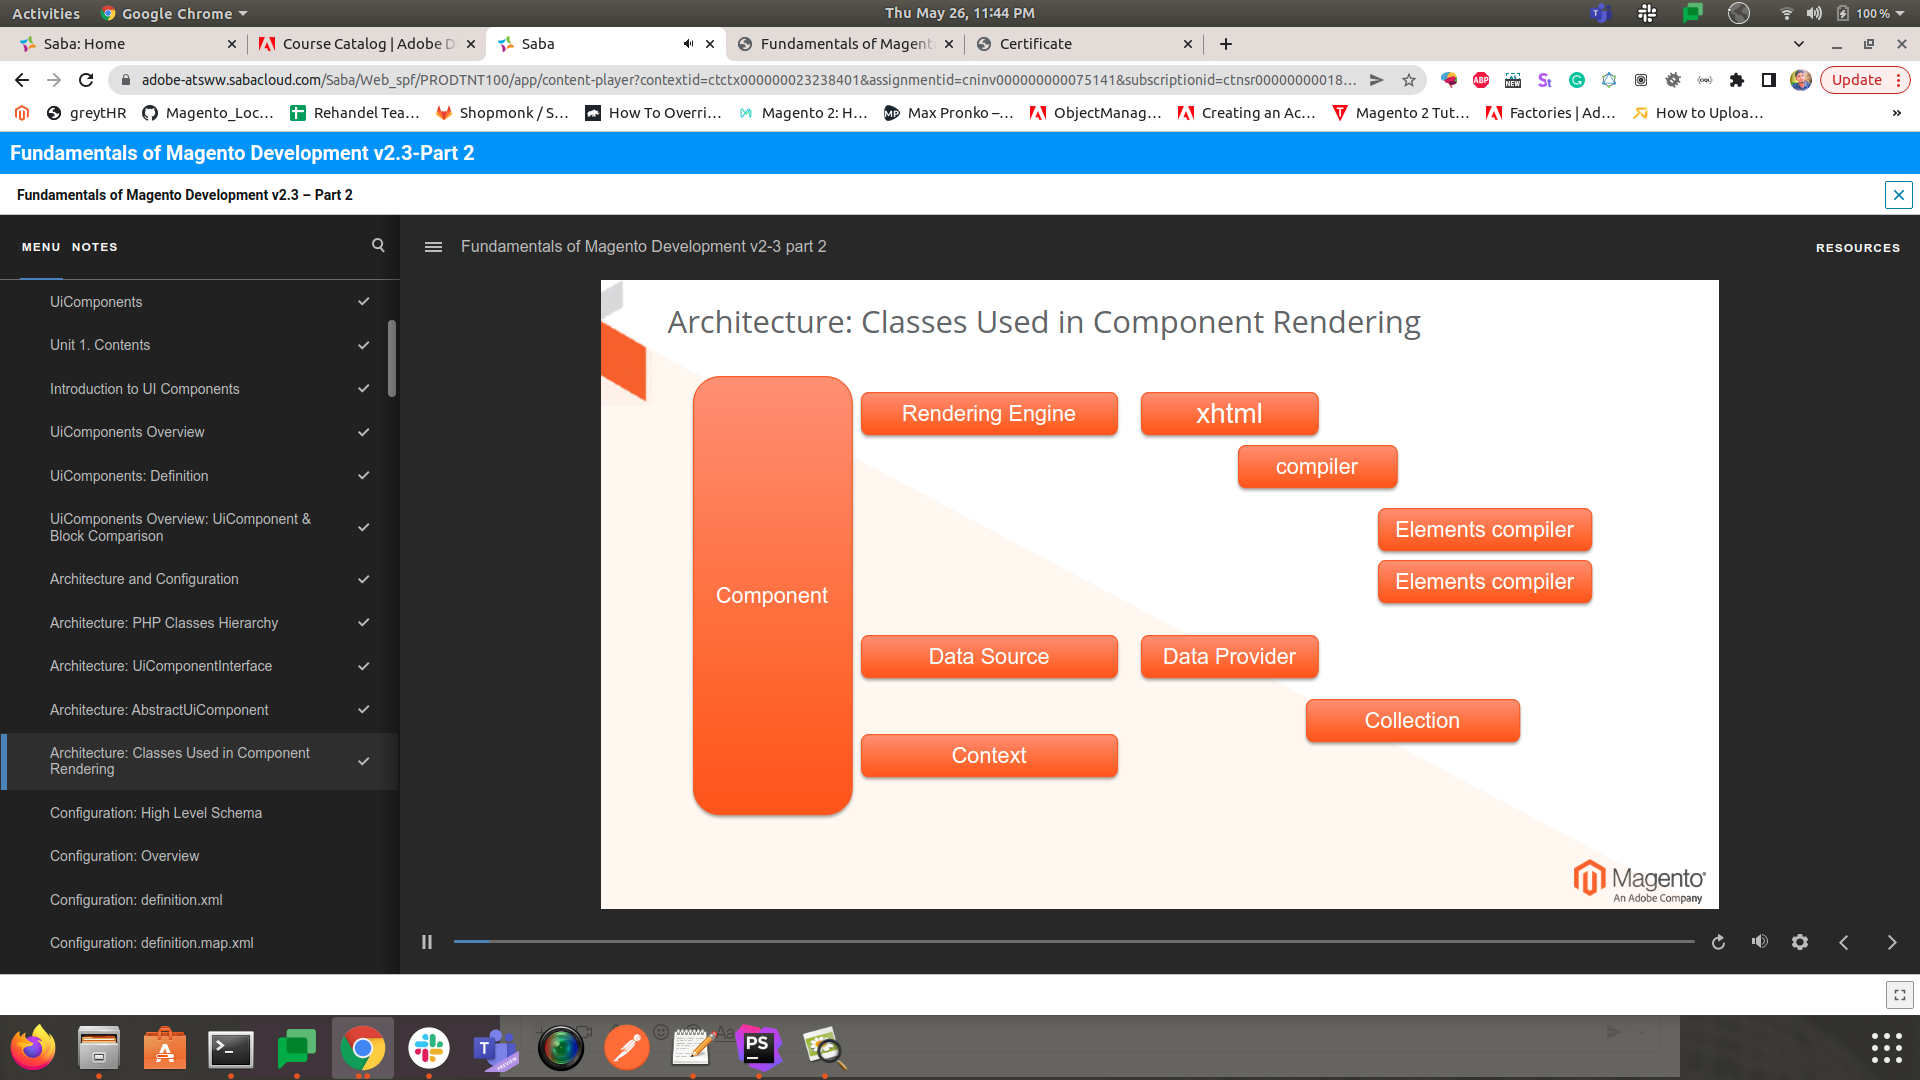 Activities
Google Chrome
Thu May 26, 11:44 PM
100 %
Saba: Home
Course Catalog | Adobe D
Saba
Fundamentals of Magent
Certificate
adobe-atsww.sabacloud.com/Saba/Web_spf/PRODTNT100/app/content-player?contextid=ctctx000000023238401&assignmentid=cninv000000000075141&subscriptionid=ctnsr00000000018...
ABP
NEW
St
Update
greytHR
Magento_Loc...
Rehandel Tea...
Shopmonk / S...
How To Overri...
Magento 2: H...
Max Pronko –...
ObjectManag...
Creating an Ac...
Magento 2 Tut...
Factories | Ad...
How to Uploa...
»
Fundamentals of Magento Development v2.3-Part 2
Fundamentals of Magento Development v2.3 – Part 2
MENU NOTES
Fundamentals of Magento Development v2-3 part 2
RESOURCES
UiComponents
Unit 1. Contents
Introduction to UI Components
UiComponents Overview
UiComponents: Definition
UiComponents Overview: UiComponent &
Block Comparison
Architecture and Configuration
Architecture: PHP Classes Hierarchy
Architecture: UiComponentInterface
Architecture: AbstractUiComponent
Architecture: Classes Used in Component
Rendering
Configuration: High Level Schema
Configuration: Overview
Configuration: definition.xml
Configuration: definition.map.xml
Architecture: Classes Used in Component Rendering
Component
Rendering Engine
xhtml
compiler
Elements compiler
Elements compiler
Data Source
Data Provider
Collection
Context
Magento
An Adobe Company
PS